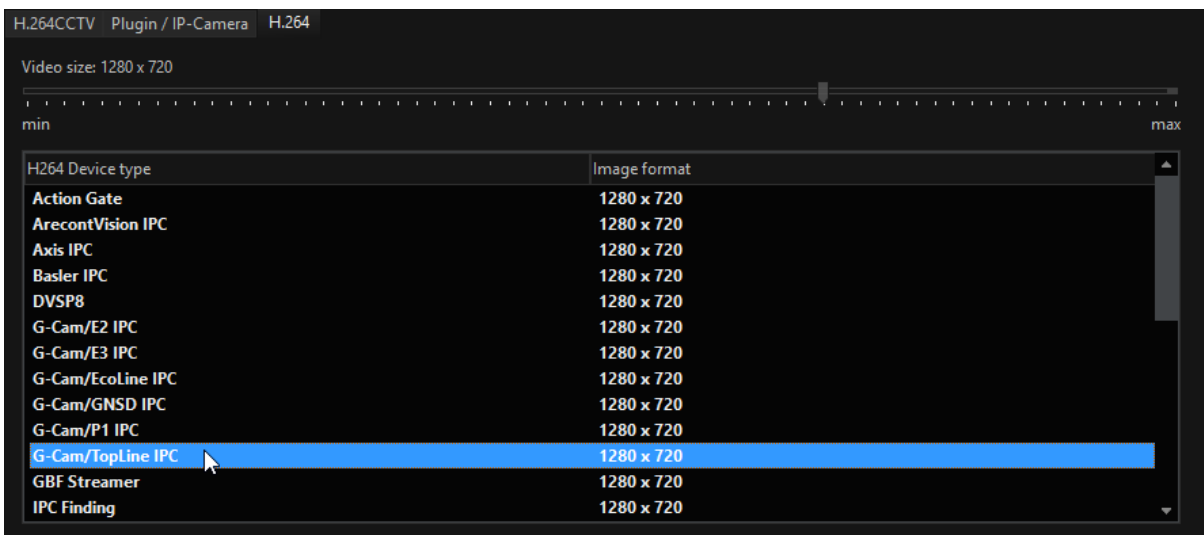 H.264CCTV Plugin / IP-Camera H.264
Video size: 1280 x 720
min max
H264 Device type Image format
Action Gate 1280 x 720
ArecontVision IPC 1280 x 720
Axis IPC 1280 x 720
Basler IPC 1280 x 720
DVSP8 1280 x 720
G-Cam/E2 IPC 1280 x 720
G-Cam/E3 IPC 1280 x 720
G-Cam/EcoLine IPC 1280 x 720
G-Cam/GNSD IPC 1280 x 720
G-Cam/P1 IPC 1280 x 720
G-Cam/TopLine IPC 1280 x 720
GBF Streamer 1280 x 720
IPC Finding 1280 x 720